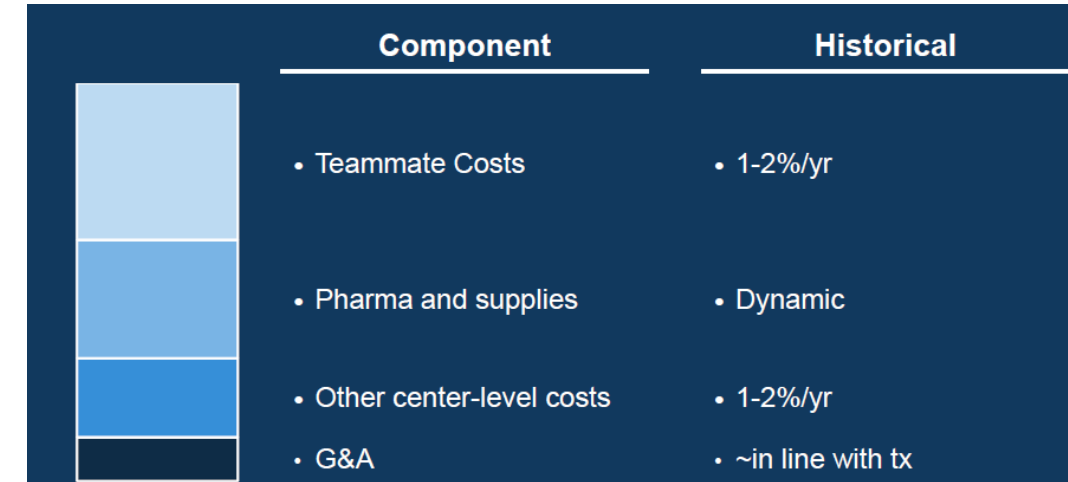 Component Historical
• Teammate Costs • 1-2%/yr
• Pharma and supplies • Dynamic
• Other center-level costs • 1-2%/yr
• G&A • ~in line with tx